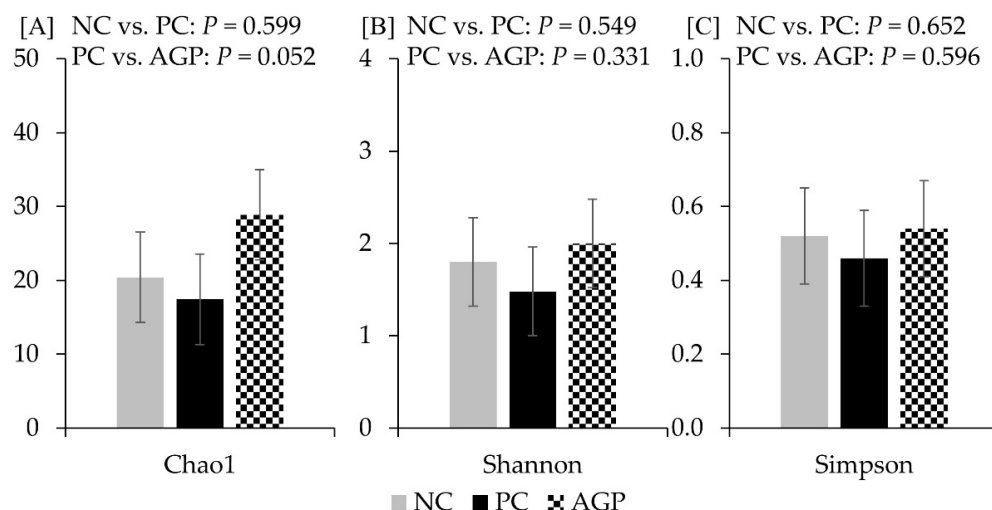 [A] NC vs. PC: P = 0.599
PC vs. AGP: P = 0.052
50
40
30
20
10
0
Chao1
[B] NC vs. PC: P = 0.549
PC vs. AGP: P = 0.331
4
3
2
1
0
Shannon
[C] NC vs. PC: P = 0.652
PC vs. AGP: P = 0.596
1.0
0.8
0.6
0.4
0.2
0.0
Simpson
NC PC AGP